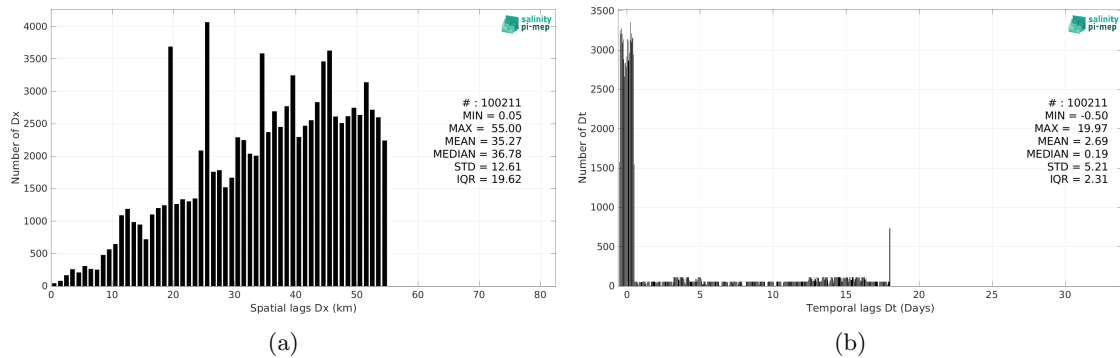 4000
3500
3000
2500
2000
1500
1000
500
0
Number of Dx
0 10 20 30 40 50 60 70 80
Spatial lags Dx (km)
salinity
pi-mep
# : 100211
MIN = 0.05
MAX = 55.00
MEAN = 35.27
MEDIAN = 36.78
STD = 12.61
IQR = 19.62
(a)
3500
3000
2500
2000
1500
1000
500
0
Number of Dt
0 5 10 15 20 25 30
Temporal lags Dt (Days)
salinity
pi-mep
# : 100211
MIN = -0.50
MAX = 19.97
MEAN = 2.69
MEDIAN = 0.19
STD = 5.21
IQR = 2.31
(b)